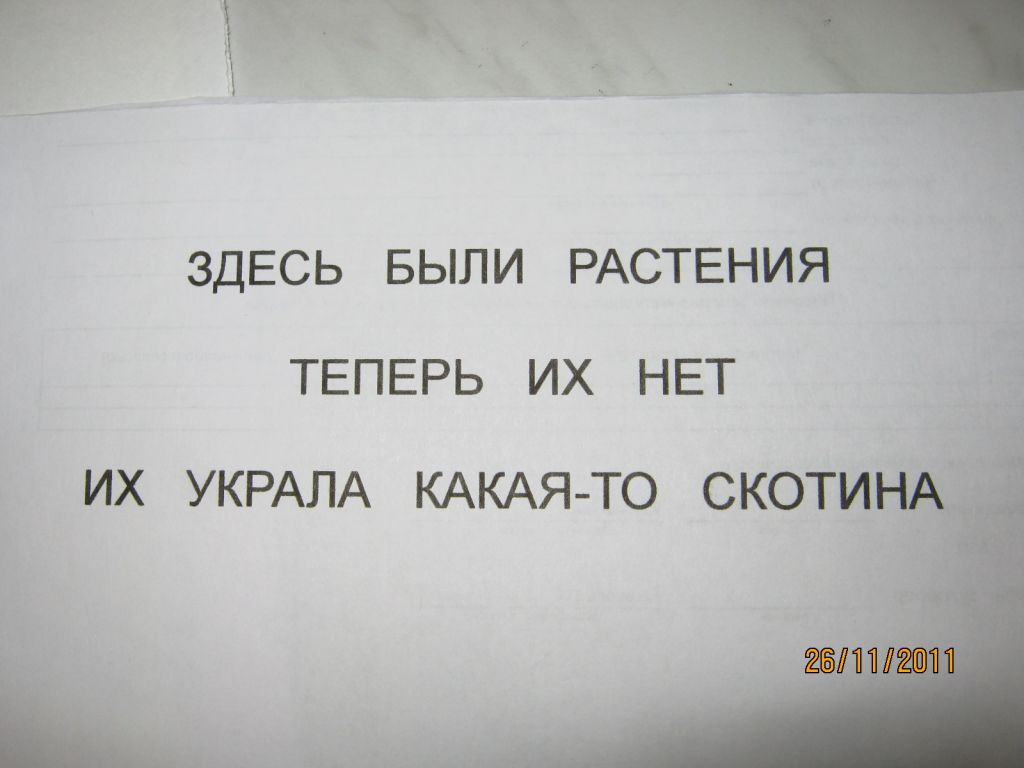 ЗДЕСЬ БЫЛИ РАСТЕНИЯ
ТЕПЕРЬ ИХ НЕТ
ИХ УКРАЛА КАКАЯ-ТО СКОТИНА
26/11/2011